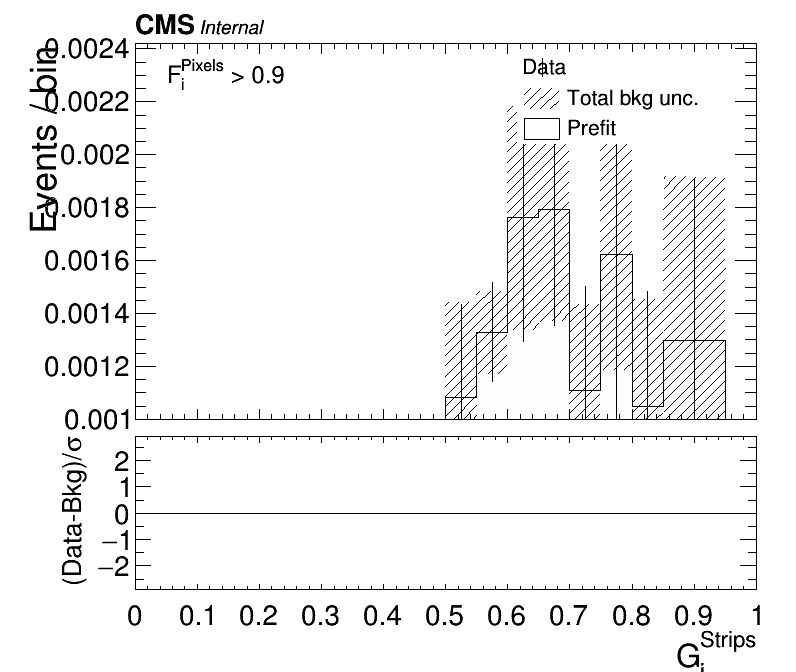 CMS Internal
F_i^Pixels > 0.9
Data
Total bkg unc.
Prefit
Events / bin
0.0024
0.0022
0.002
0.0018
0.0016
0.0014
0.0012
0.001
(Data-Bkg)/σ
2
1
0
−1
−2
0 0.1 0.2 0.3 0.4 0.5 0.6 0.7 0.8 0.9 1
G_i^Strips